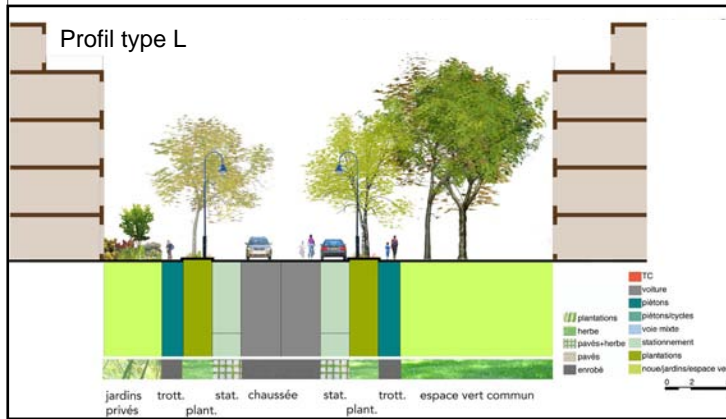 Profil type L
TC
voiture
piétons
piétons/cycles
voie mixte
stationnement
plantations
noue/jardins/espace ve
plantations
herbe
pavés+herbe
pavés
enrobé
0 2
jardins privés
trott.
plant.
stat.
chaussée
stat.
plant.
trott.
espace vert commun